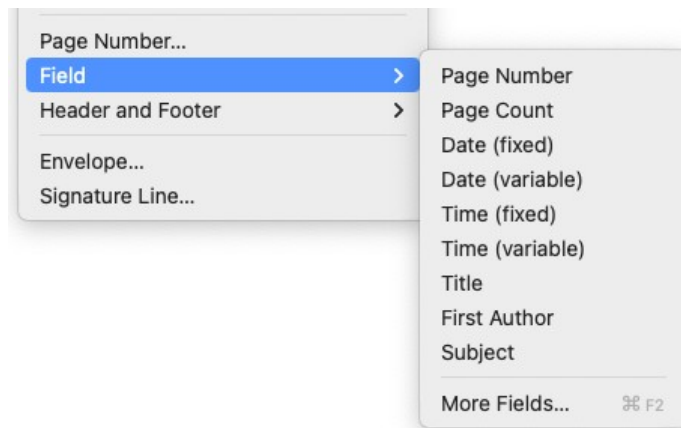 Page Number...
Field
Header and Footer
Envelope...
Signature Line...
Page Number
Page Count
Date (fixed)
Date (variable)
Time (fixed)
Time (variable)
Title
First Author
Subject
More Fields... ⌘ F2